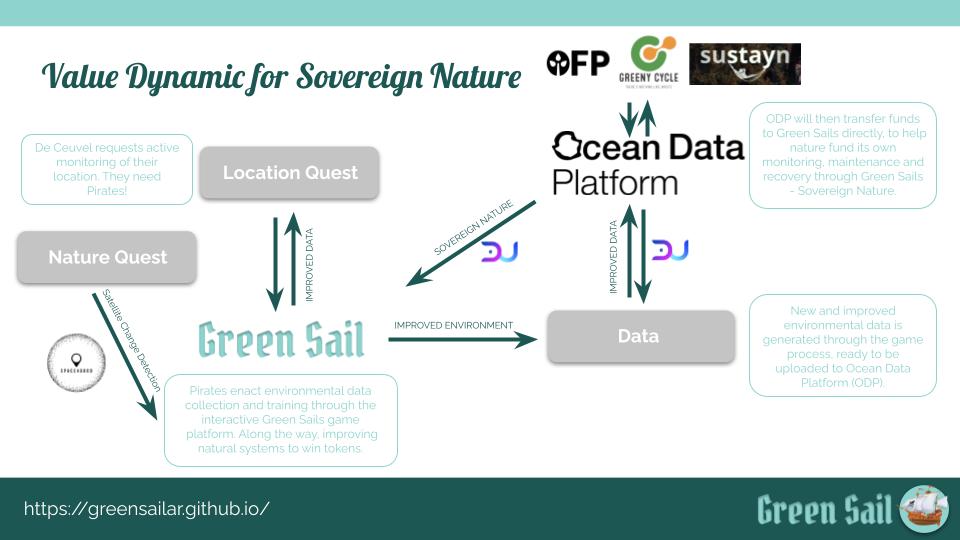 Value Dynamic for Sovereign Nature
OFP
GREENY CYCLE
sustayn
De Ceuvel requests active
monitoring of their
location. They need
Pirates!
Location Quest
Ocean Data
Platform
ODP will then transfer funds
to Green Sails directly, to help
nature fund its own
monitoring, maintenance and
recovery through Green Sails
- Sovereign Nature.
Nature Quest
SOVEREIGN NATURE
IMPROVED DATA
IMPROVED DATA
Satellite Change Detection
SPACENDARD
Green Sail
IMPROVED ENVIRONMENT
Data
New and improved
environmental data is
generated through the game
process, ready to be
uploaded to Ocean Data
Platform (ODP).
Pirates enact environmental data
collection and training through the
interactive Green Sails game
platform. Along the way, improving
natural systems to win tokens
https://greensailar.github.io/
Green Sail